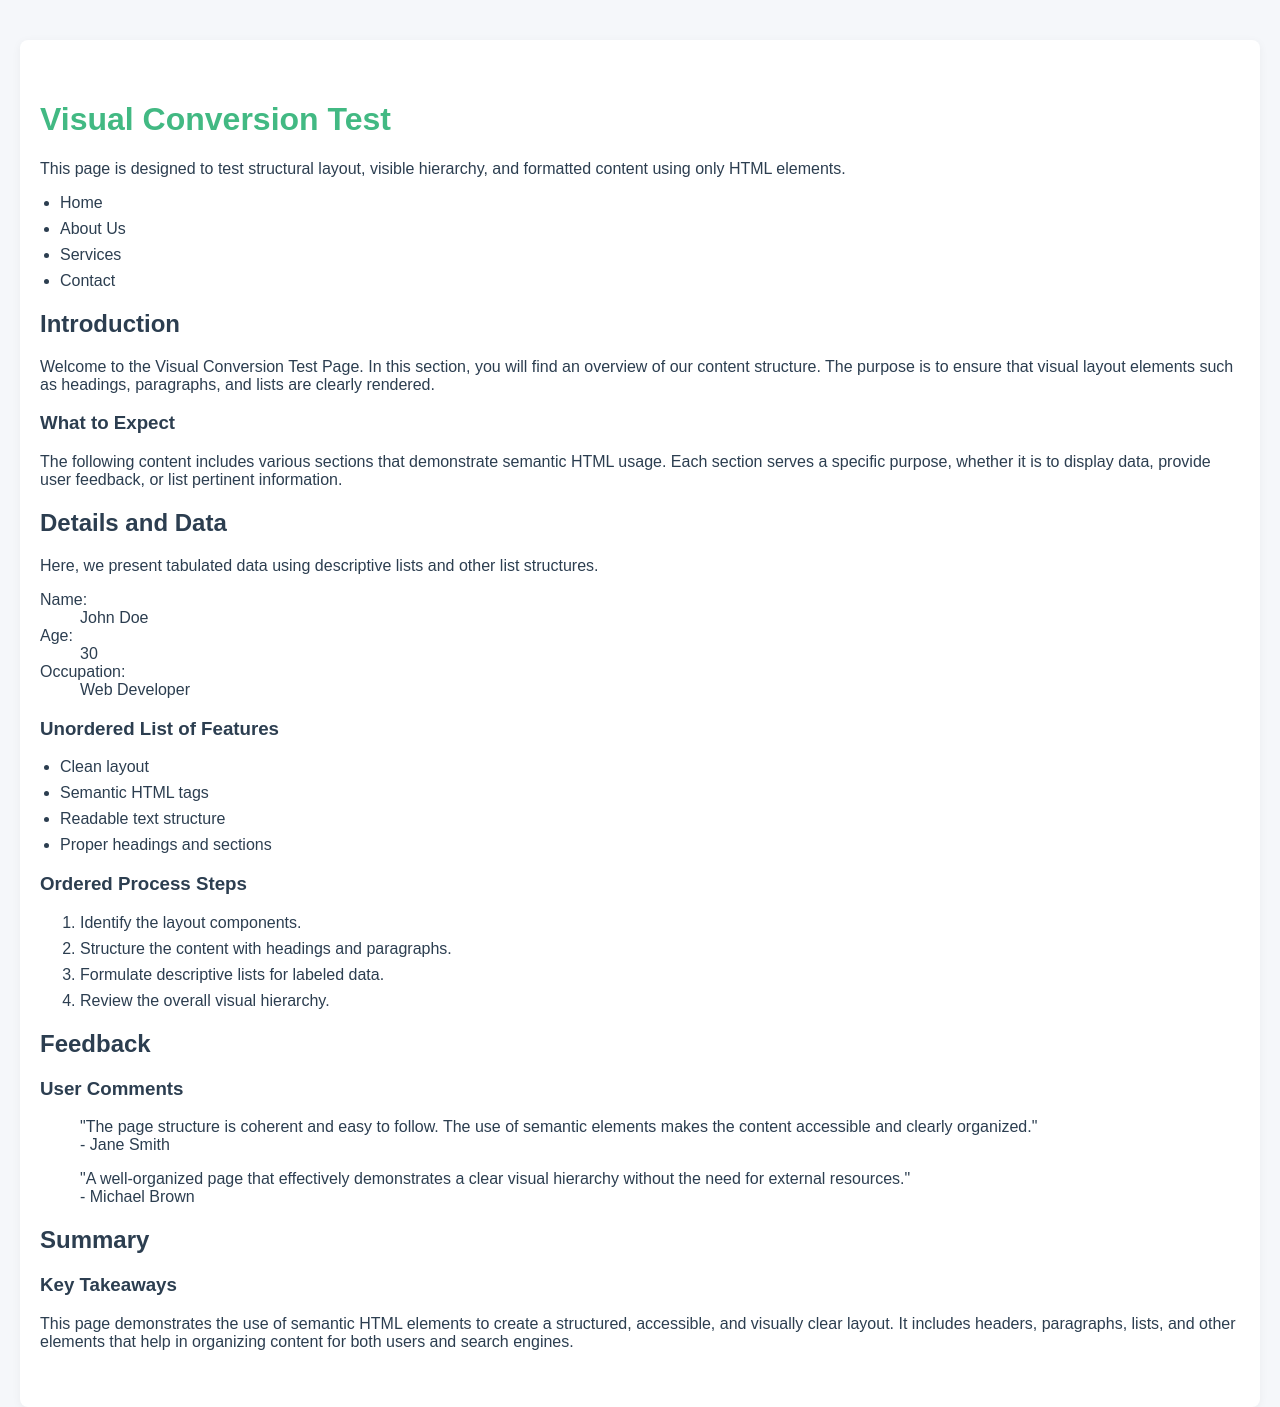 Visual Conversion Test
This page is designed to test structural layout, visible hierarchy, and formatted content using only HTML elements.
• Home
• About Us
• Services
• Contact
Introduction
Welcome to the Visual Conversion Test Page. In this section, you will find an overview of our content structure. The purpose is to ensure that visual layout elements such
as headings, paragraphs, and lists are clearly rendered.
What to Expect
The following content includes various sections that demonstrate semantic HTML usage. Each section serves a specific purpose, whether it is to display data, provide
user feedback, or list pertinent information.
Details and Data
Here, we present tabulated data using descriptive lists and other list structures.
Name:
John Doe
Age:
30
Occupation:
Web Developer
Unordered List of Features
• Clean layout
• Semantic HTML tags
• Readable text structure
• Proper headings and sections
Ordered Process Steps
1. Identify the layout components.
2. Structure the content with headings and paragraphs.
3. Formulate descriptive lists for labeled data.
4. Review the overall visual hierarchy.
Feedback
User Comments
"The page structure is coherent and easy to follow. The use of semantic elements makes the content accessible and clearly organized."
- Jane Smith
"A well-organized page that effectively demonstrates a clear visual hierarchy without the need for external resources."
- Michael Brown
Summary
Key Takeaways
This page demonstrates the use of semantic HTML elements to create a structured, accessible, and visually clear layout. It includes headers, paragraphs, lists, and other
elements that help in organizing content for both users and search engines.